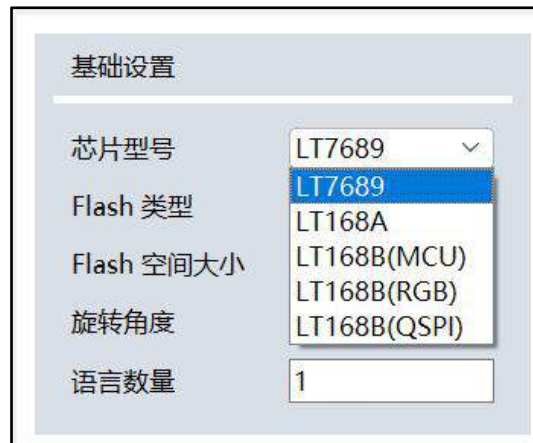 基础设置
芯片型号 LT7689
LT7689
Flash 类型
LT168A
Flash 空间大小
LT168B(MCU)
LT168B(RGB)
旋转角度
LT168B(QSPI)
语言数量 1